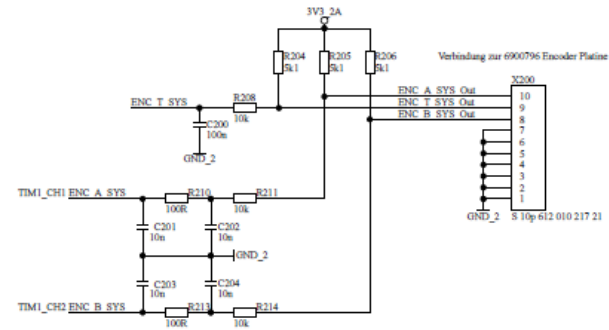 3V3_2A
R204
5k1
R205
5k1
R206
5k1
Verbindung zur 6900796 Encoder Platine
X200
ENC_A_SYS_Out
10
ENC_T_SYS
R208
10k
ENC_T_SYS_Out
9
ENC_B_SYS_Out
8
C200
100n
GND_2
7
6
5
4
3
2
1
GND_2
S 10p 612 010 217 21
TIM1_CH1 ENC_A_SYS
R210
100R
R211
10k
C201
10n
C202
10n
GND_2
C203
10n
C204
10n
TIM1_CH2 ENC_B_SYS
R213
100R
R214
10k